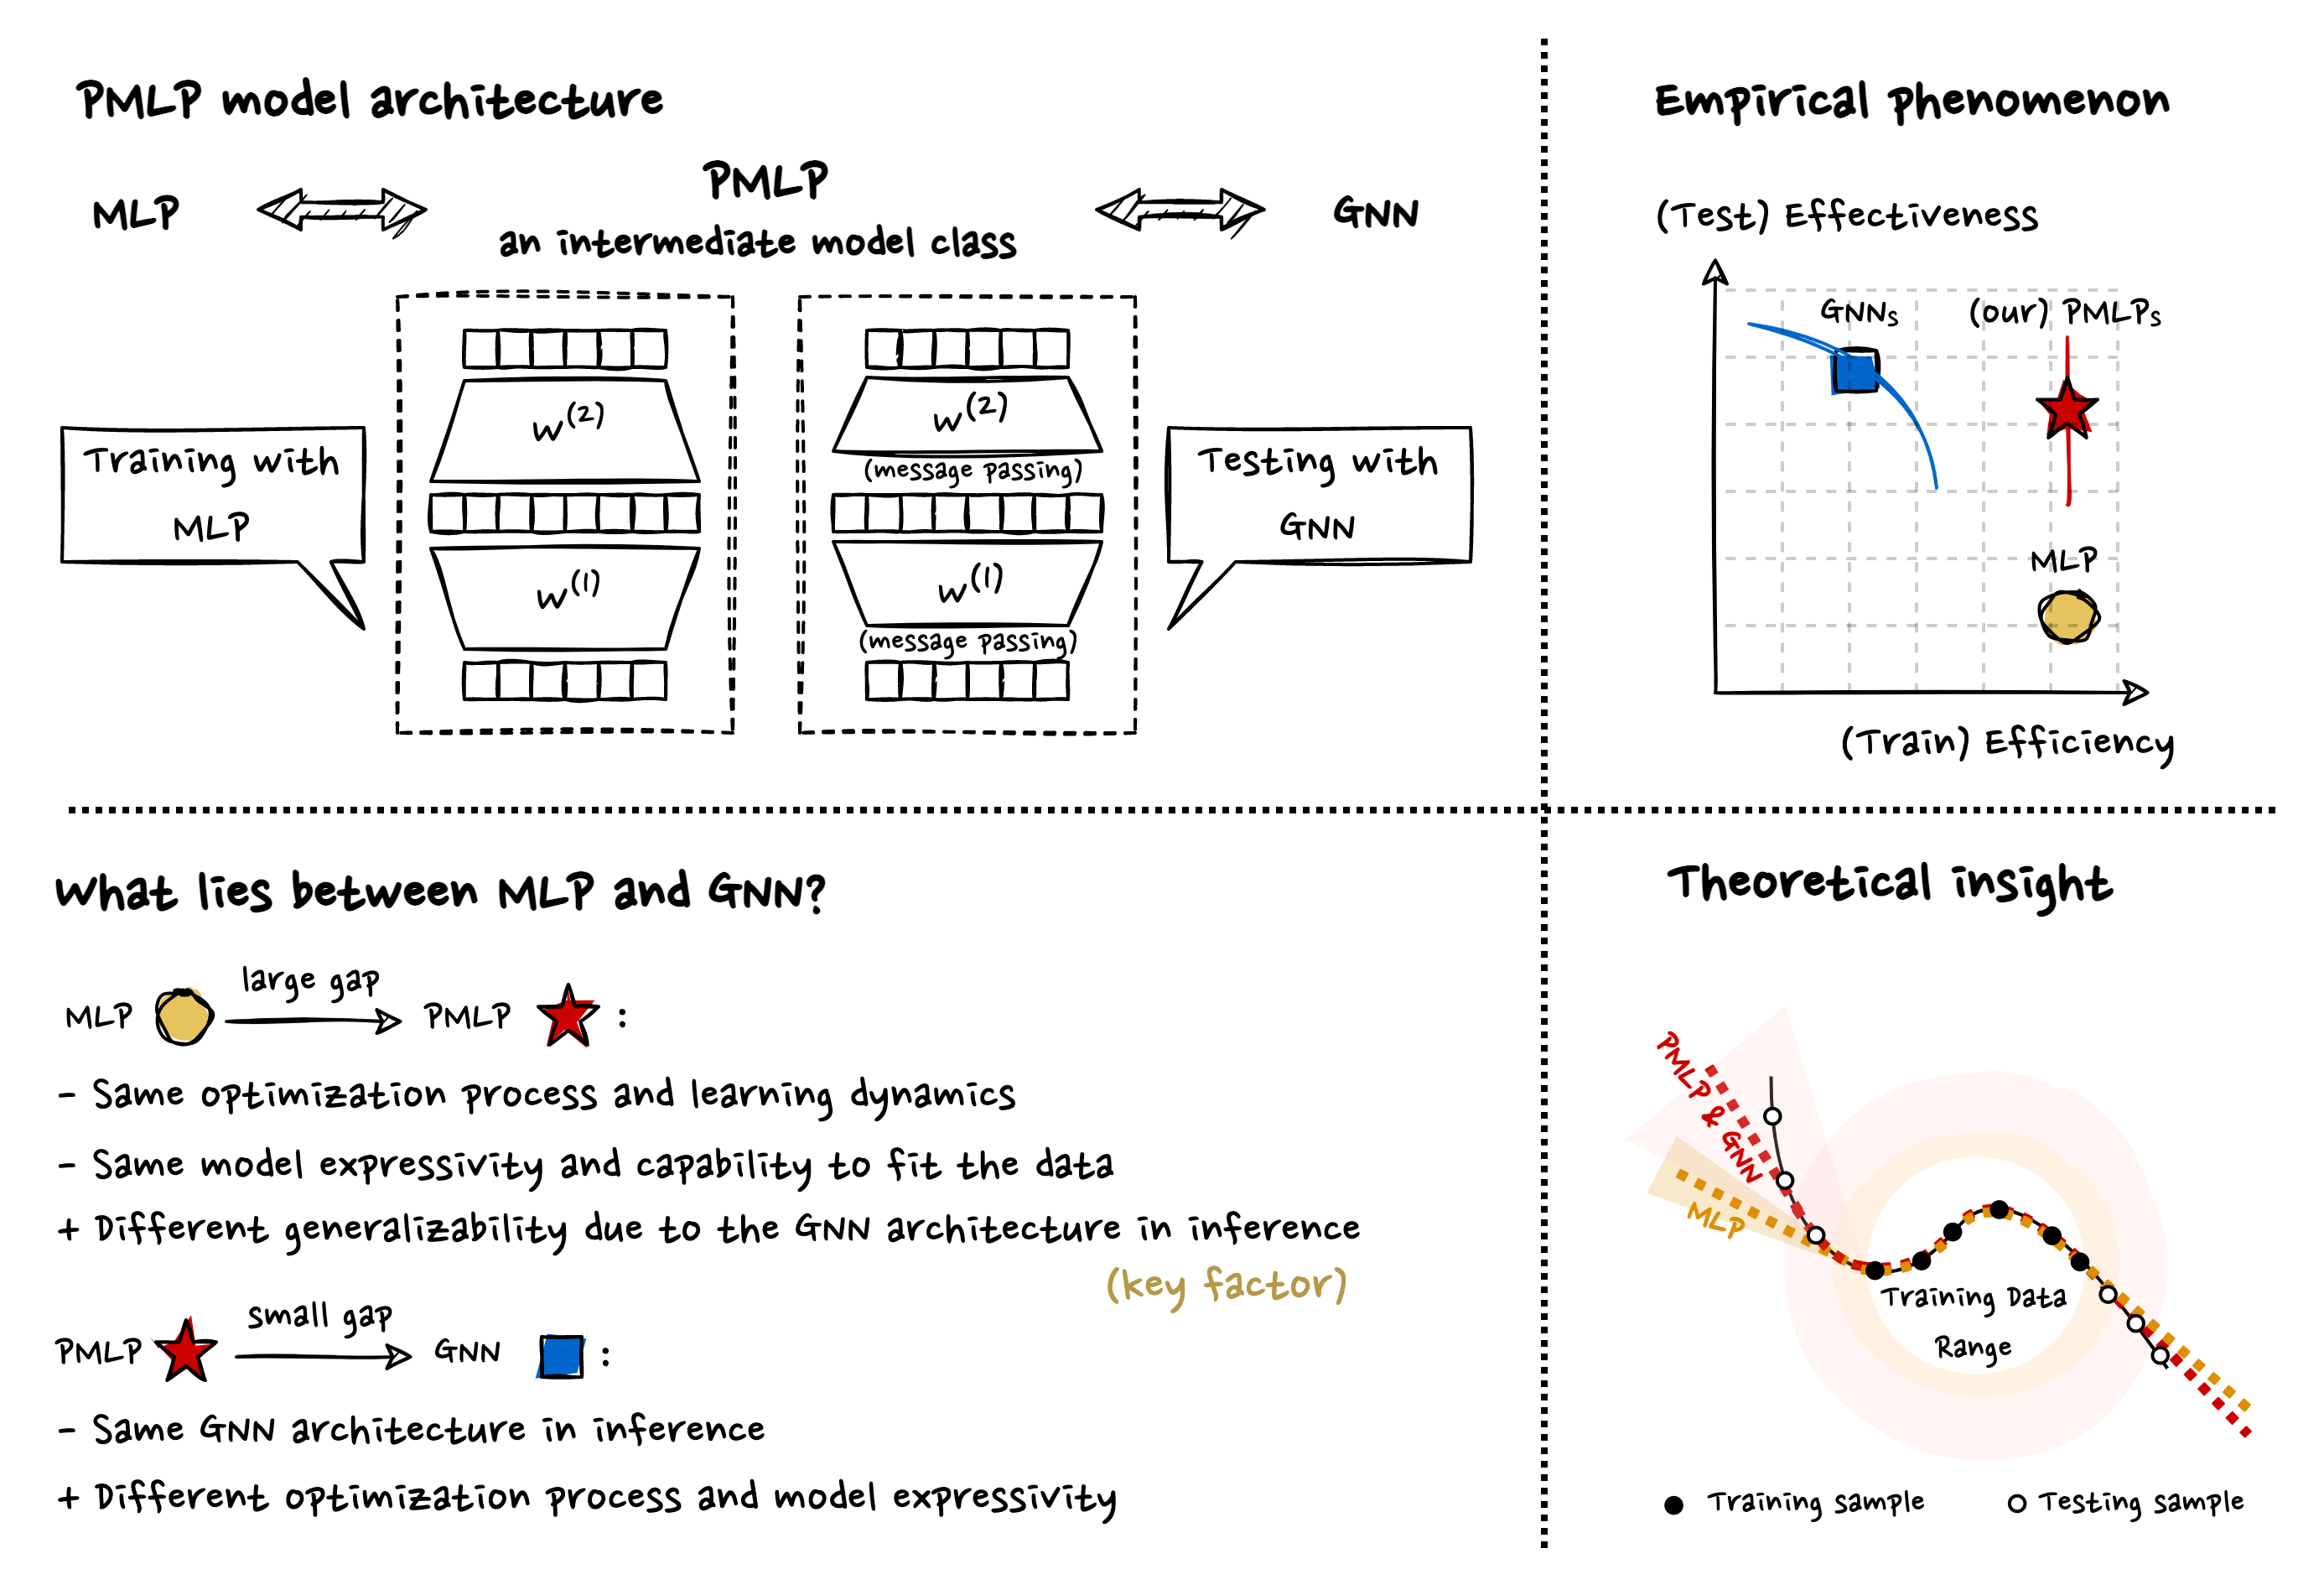 PMLP model architecture
MLP
PMLP
an intermediate model class
GNN
Training with
MLP
W(2)
W(1)
W(2)
(message passing)
W(1)
(message passing)
Testing with
GNN
Empirical phenomenon
(Test) Effectiveness
GNNs
(our) PMLPs
MLP
(Train) Efficiency
What lies between MLP and GNN?
MLP large gap PMLP :
- Same optimization process and learning dynamics
- Same model expressivity and capability to fit the data
+ Different generalizability due to the GNN architecture in inference
(key factor)
PMLP small gap GNN :
- Same GNN architecture in inference
+ Different optimization process and model expressivity
Theoretical insight
PMLP & GNN
MLP
Training Data
Range
Training sample
Testing sample